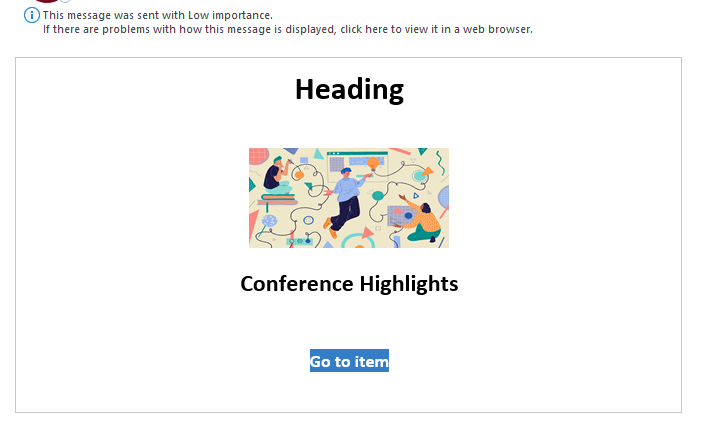 This message was sent with Low importance.
If there are problems with how this message is displayed, click here to view it in a web browser.
Heading
Conference Highlights
Go to item